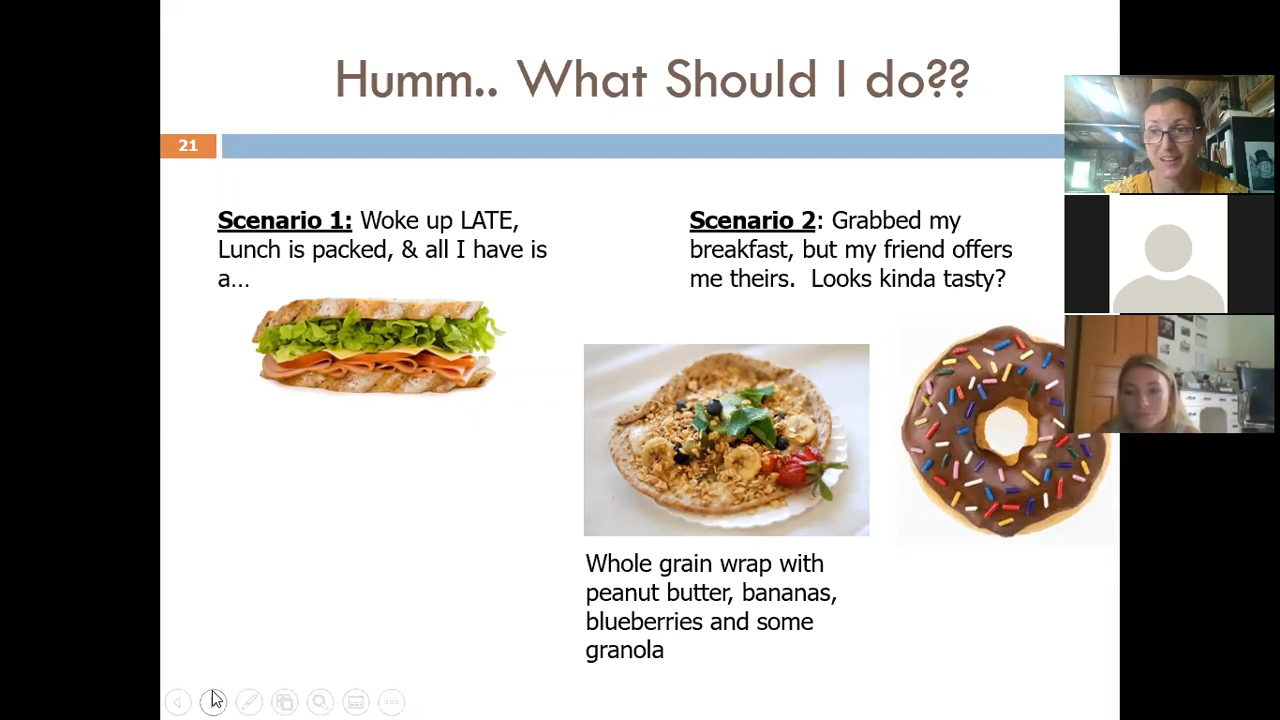 Humm.. What Should I do??
21
Scenario 1: Woke up LATE,
Lunch is packed, & all I have is
a…
Scenario 2: Grabbed my
breakfast, but my friend offers
me theirs.  Looks kinda tasty?
Whole grain wrap with
peanut butter, bananas,
blueberries and some
granola